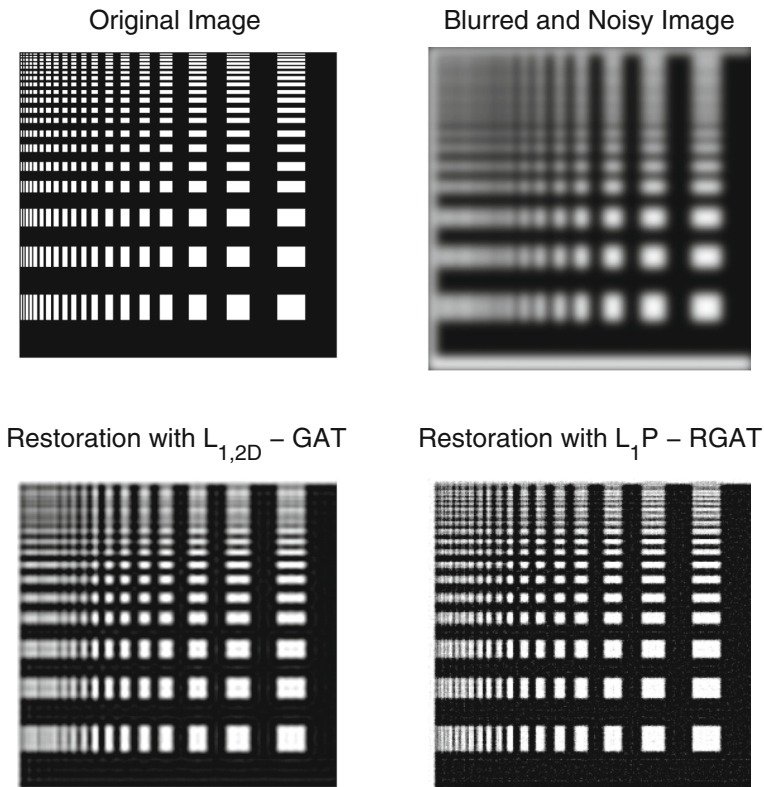 Original Image
Blurred and Noisy Image
Restoration with L1,2D – GAT
Restoration with L1P – RGAT